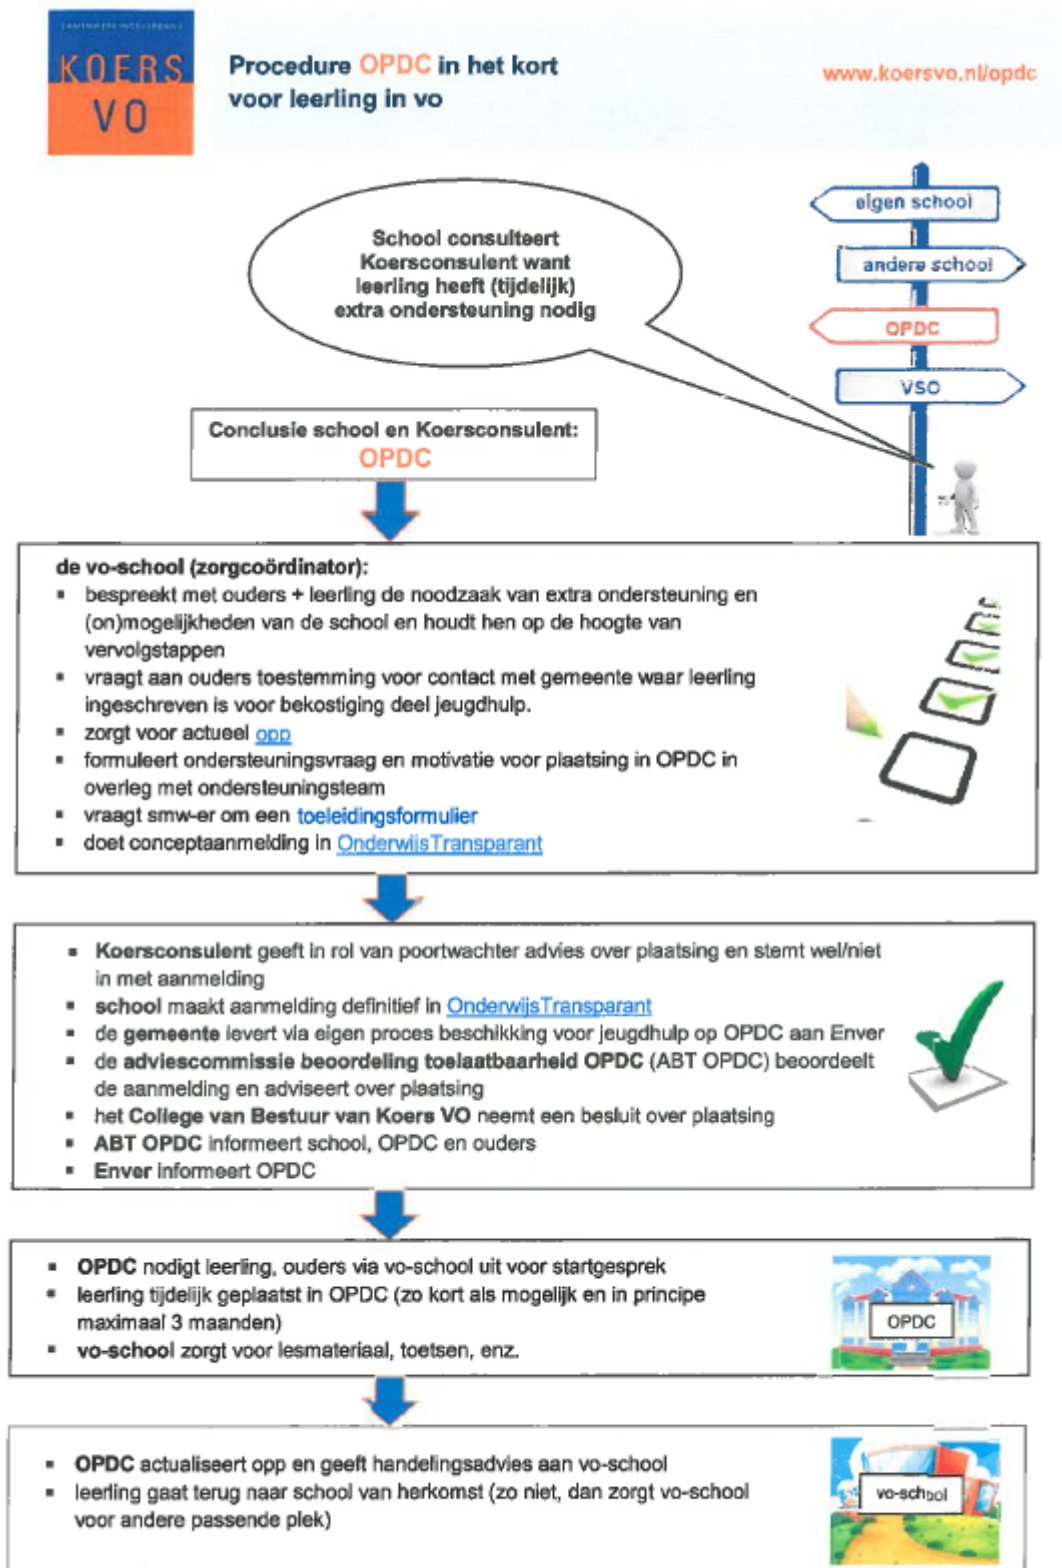 SAMENWERKINGSVERBAND
KOERS
VO
Procedure OPDC in het kort
voor leerling in vo
www.koersvo.nl/opdc
School consulteert
Koersconsulent want
leerling heeft (tijdelijk)
extra ondersteuning nodig
eigen school
andere school
OPDC
VSO
Conclusie school en Koersconsulent:
OPDC
de vo-school (zorgcoördinator):
▪ bespreekt met ouders + leerling de noodzaak van extra ondersteuning en
(on)mogelijkheden van de school en houdt hen op de hoogte van
vervolgstappen
▪ vraagt aan ouders toestemming voor contact met gemeente waar leerling
ingeschreven is voor bekostiging deel jeugdhulp.
▪ zorgt voor actueel opp
▪ formuleert ondersteuningsvraag en motivatie voor plaatsing in OPDC in
overleg met ondersteuningsteam
▪ vraagt smw-er om een toeleidingsformulier
▪ doet conceptaanmelding in OnderwijsTransparant
▪ Koersconsulent geeft in rol van poortwachter advies over plaatsing en stemt wel/niet
in met aanmelding
▪ school maakt aanmelding definitief in OnderwijsTransparant
▪ de gemeente levert via eigen proces beschikking voor jeugdhulp op OPDC aan Enver
▪ de adviescommissie beoordeling toelaatbaarheid OPDC (ABT OPDC) beoordeelt
de aanmelding en adviseert over plaatsing
▪ het College van Bestuur van Koers VO neemt een besluit over plaatsing
▪ ABT OPDC informeert school, OPDC en ouders
▪ Enver informeert OPDC
▪ OPDC nodigt leerling, ouders via vo-school uit voor startgesprek
▪ leerling tijdelijk geplaatst in OPDC (zo kort als mogelijk en in principe
maximaal 3 maanden)
▪ vo-school zorgt voor lesmateriaal, toetsen, enz.
OPDC
▪ OPDC actualiseert opp en geeft handelingsadvies aan vo-school
▪ leerling gaat terug naar school van herkomst (zo niet, dan zorgt vo-school
voor andere passende plek)
vo-school